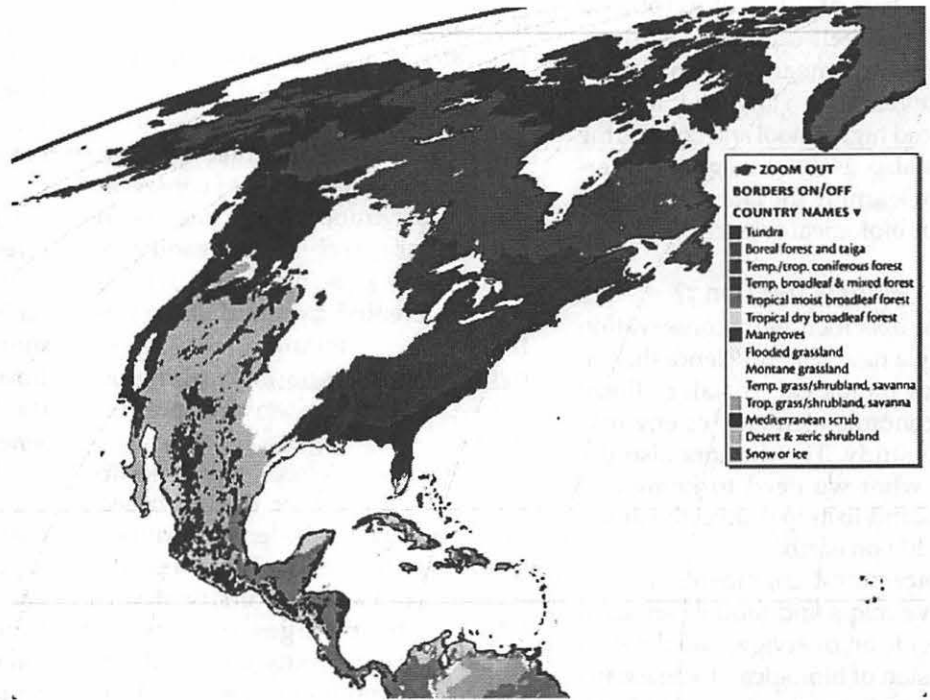 ZOOM OUT
BORDERS ON/OFF
COUNTRY NAMES ▾
Tundra
Boreal forest and taiga
Temp./trop. coniferous forest
Temp. broadleaf & mixed forest
Tropical moist broadleaf forest
Tropical dry broadleaf forest
Mangroves
Flooded grassland
Montane grassland
Temp. grass/shrubland, savanna
Trop. grass/shrubland, savanna
Mediterranean scrub
Desert & xeric shrubland
Snow or ice